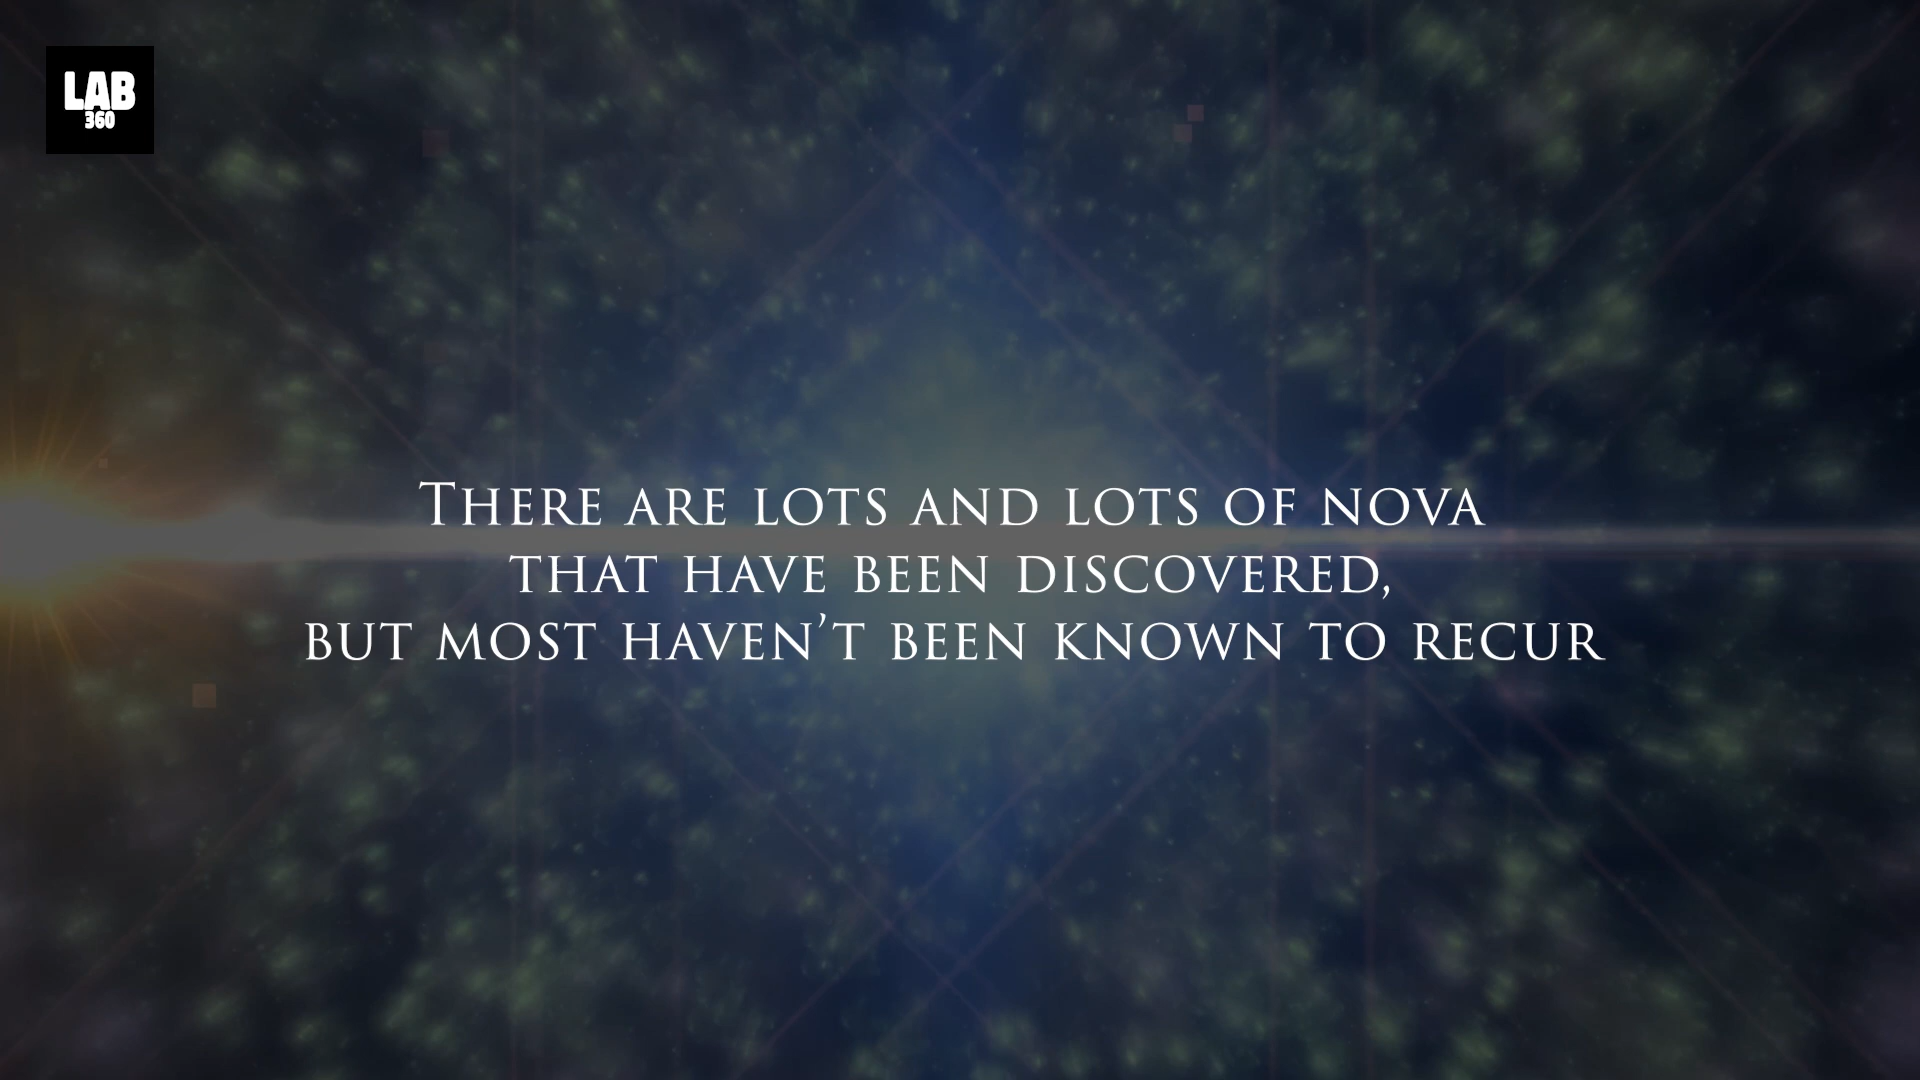 LAB
360
THERE ARE LOTS AND LOTS OF NOVA
THAT HAVE BEEN DISCOVERED,
BUT MOST HAVEN’T BEEN KNOWN TO RECUR